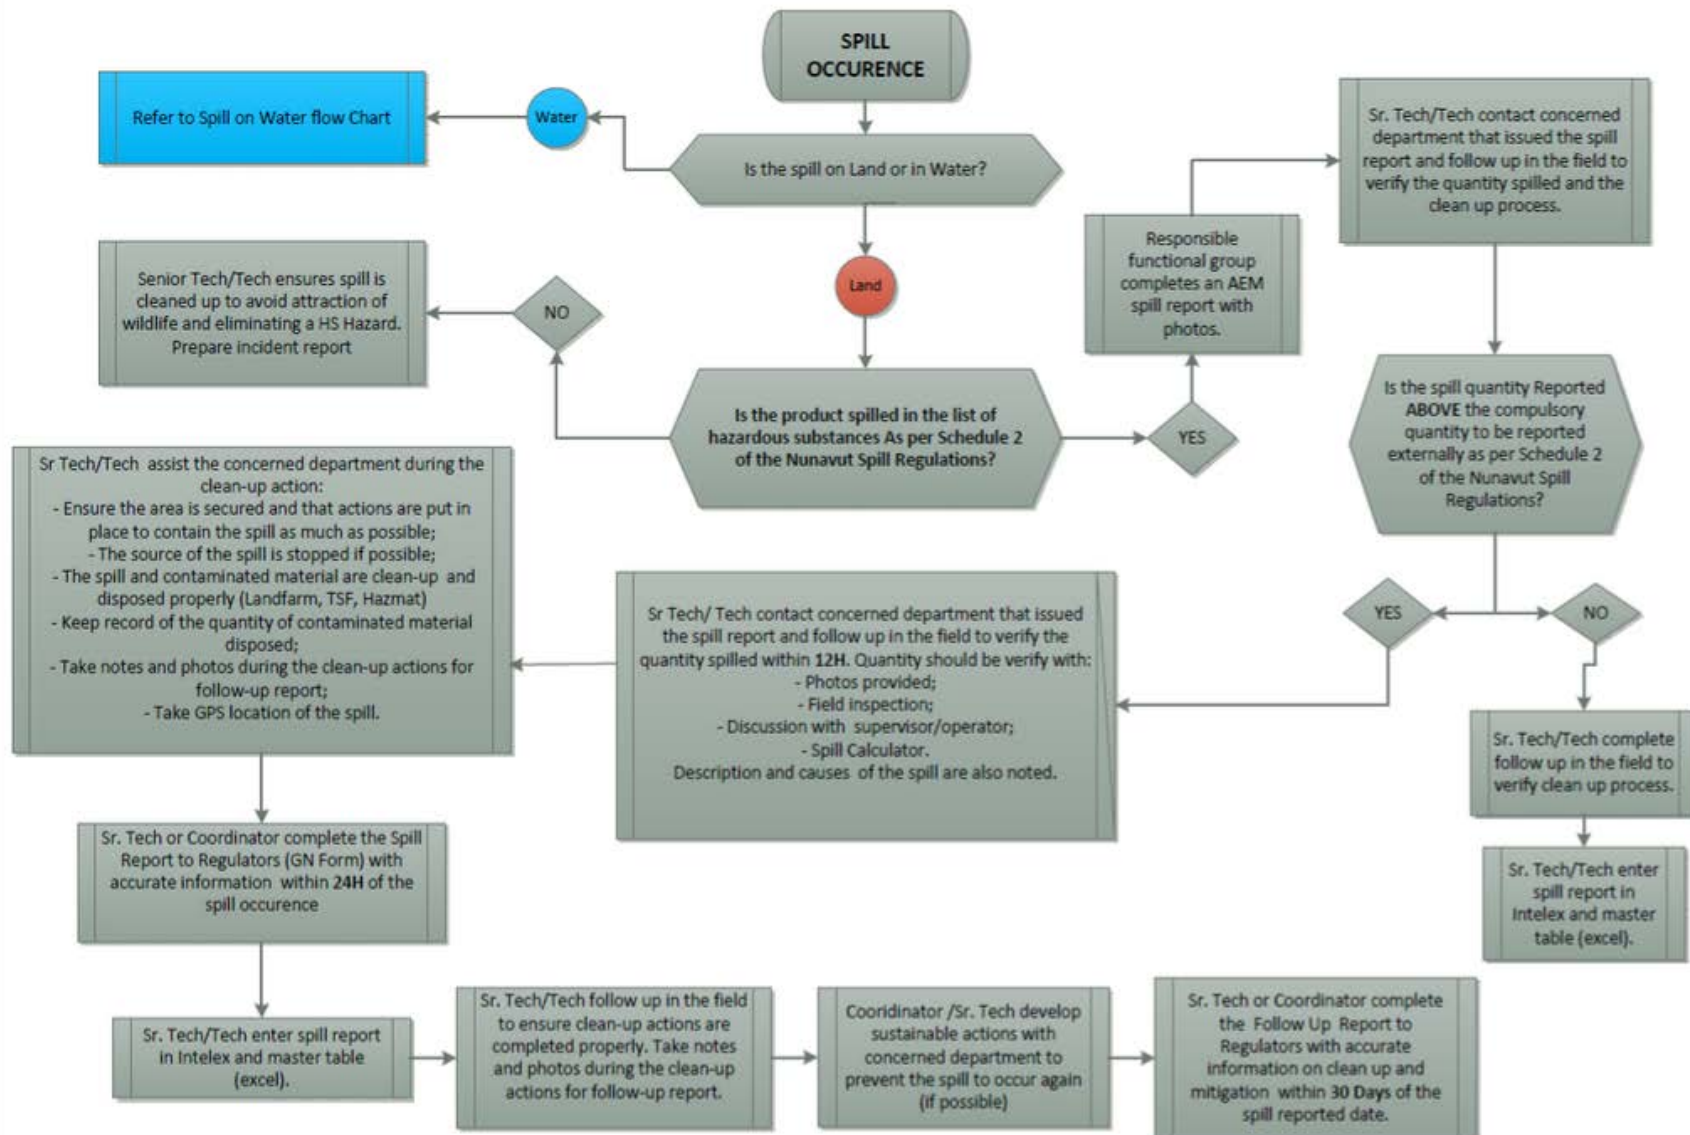 SPILL
OCCURENCE
Refer to Spill on Water flow Chart
Water
Is the spill on Land or in Water?
Sr. Tech/Tech contact concerned
department that issued the spill
report and follow up in the field to
verify the quantity spilled and the
clean up process.
Senior Tech/Tech ensures spill is
cleaned up to avoid attraction of
wildlife and eliminating a HS Hazard.
Prepare incident report
NO
Land
Responsible
functional group
completes an AEM
spill report with
photos.
Is the product spilled in the list of
hazardous substances As per Schedule 2
of the Nunavut Spill Regulations?
YES
Is the spill quantity Reported
ABOVE the compulsory
quantity to be reported
externally as per Schedule 2
of the Nunavut Spill
Regulations?
YES
NO
Sr Tech/Tech assist the concerned department during the
clean-up action:
- Ensure the area is secured and that actions are put in
place to contain the spill as much as possible;
- The source of the spill is stopped if possible;
- The spill and contaminated material are clean-up and
disposed properly (Landfarm, TSF, Hazmat)
- Keep record of the quantity of contaminated material
disposed;
- Take notes and photos during the clean-up actions for
follow-up report;
- Take GPS location of the spill.
Sr Tech/ Tech contact concerned department that issued
the spill report and follow up in the field to verify the
quantity spilled within 12H. Quantity should be verify with:
- Photos provided;
- Field inspection;
- Discussion with supervisor/operator;
- Spill Calculator.
Description and causes of the spill are also noted.
Sr. Tech/Tech complete
follow up in the field to
verify clean up process.
Sr. Tech/Tech enter
spill report in
Intelex and master
table (excel).
Sr. Tech or Coordinator complete the Spill
Report to Regulators (GN Form) with
accurate information within 24H of the
spill occurence
Sr. Tech/Tech enter spill report
in Intelex and master table
(excel).
Sr. Tech/Tech follow up in the field
to ensure clean-up actions are
completed properly. Take notes
and photos during the clean-up
actions for follow-up report.
Cooridinator /Sr. Tech develop
sustainable actions with
concerned department to
prevent the spill to occur again
(if possible)
Sr. Tech or Coordinator complete
the Follow Up Report to
Regulators with accurate
information on clean up and
mitigation within 30 Days of the
spill reported date.